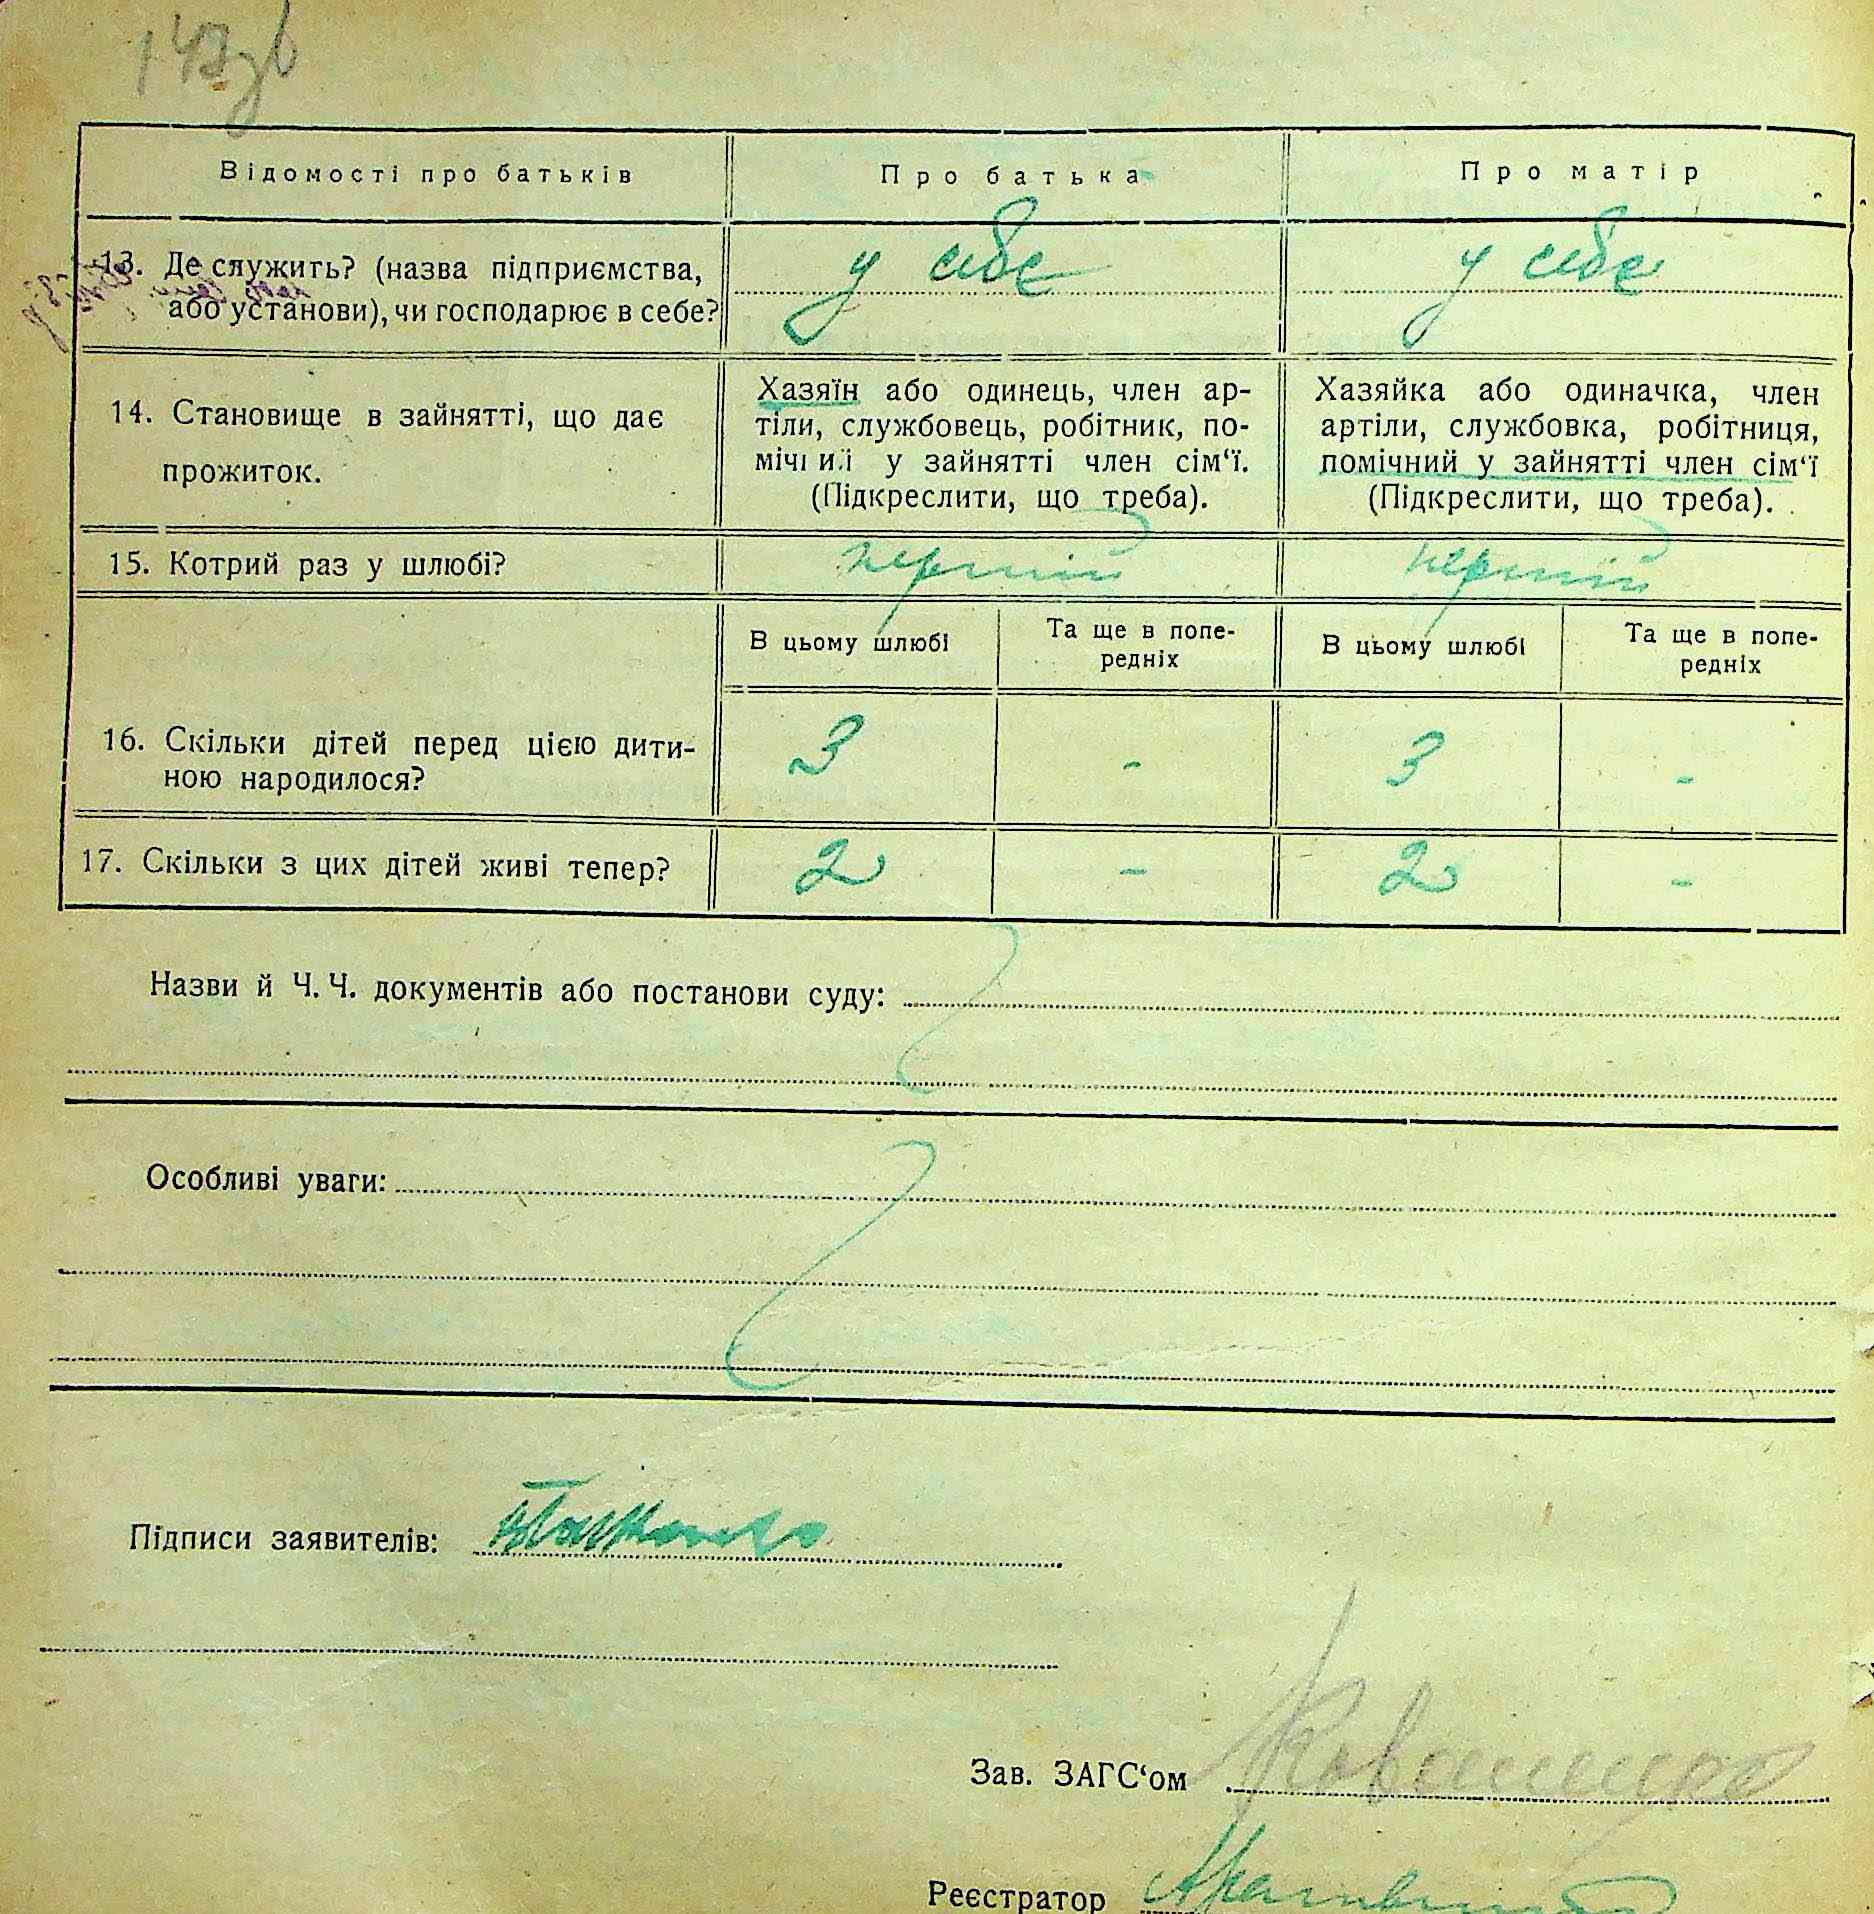 147зв
Відомості про батьків
Про батька
Про матір
13. Де служить? (назва підприємства,
або установи), чи господарює в себе?
у себе
у себе
14. Становище в зайнятті, що дає
прожиток.
Хазяїн або одинець, член ар-
тіли, службовець, робітник, по-
мічний у зайнятті член сім‘ї.
(Підкреслити, що треба).
Хазяйка або одиначка, член
артіли, службовка, робітниця,
помічний у зайнятті член сім‘ї
(Підкреслити, що треба).
15. Котрий раз у шлюбі?
перший
перший
В цьому шлюбі
Та ще в попе-
редніх
В цьому шлюбі
Та ще в попе-
редніх
16. Скільки дітей перед цією дити-
ною народилося?
3
-
3
-
17. Скільки з цих дітей живі тепер?
2
-
2
-
Назви й Ч. Ч. документів або постанови суду:
Особливі уваги:
Підписи заявителів:
Зав. ЗАГС‘ом
Реєстратор